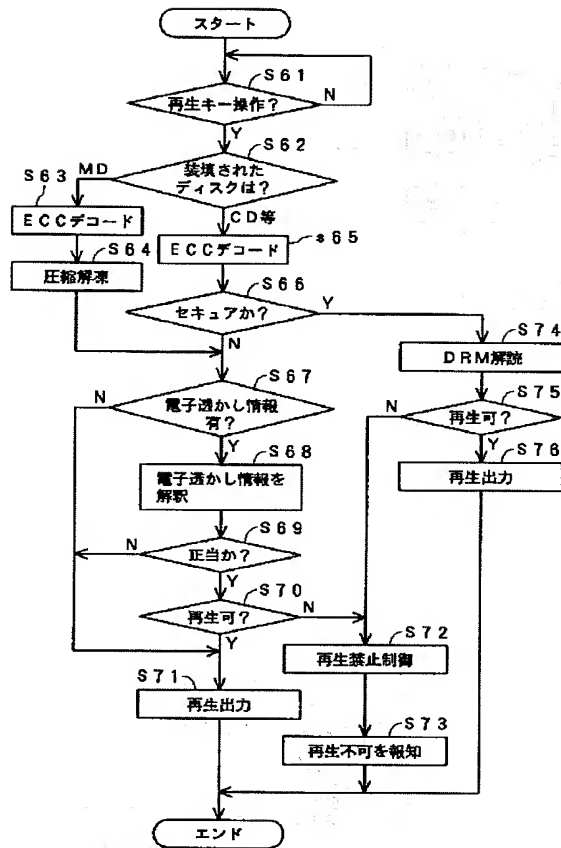 スタート
S61
再生キー操作?
N
Y
S62
装填された
ディスクは?
MD
S63
CD等
ECCデコード
s65
ECCデコード
S64
圧縮解凍
S66
セキュアか?
Y
N
S74
DRM解読
S67
電子透かし情報
有?
N
Y
S75
再生可?
N
Y
S68
電子透かし情報を
解釈
S76
再生出力
S69
正当か?
N
Y
S70
再生可?
N
Y
S72
再生禁止制御
S71
再生出力
S73
再生不可を報知
エンド